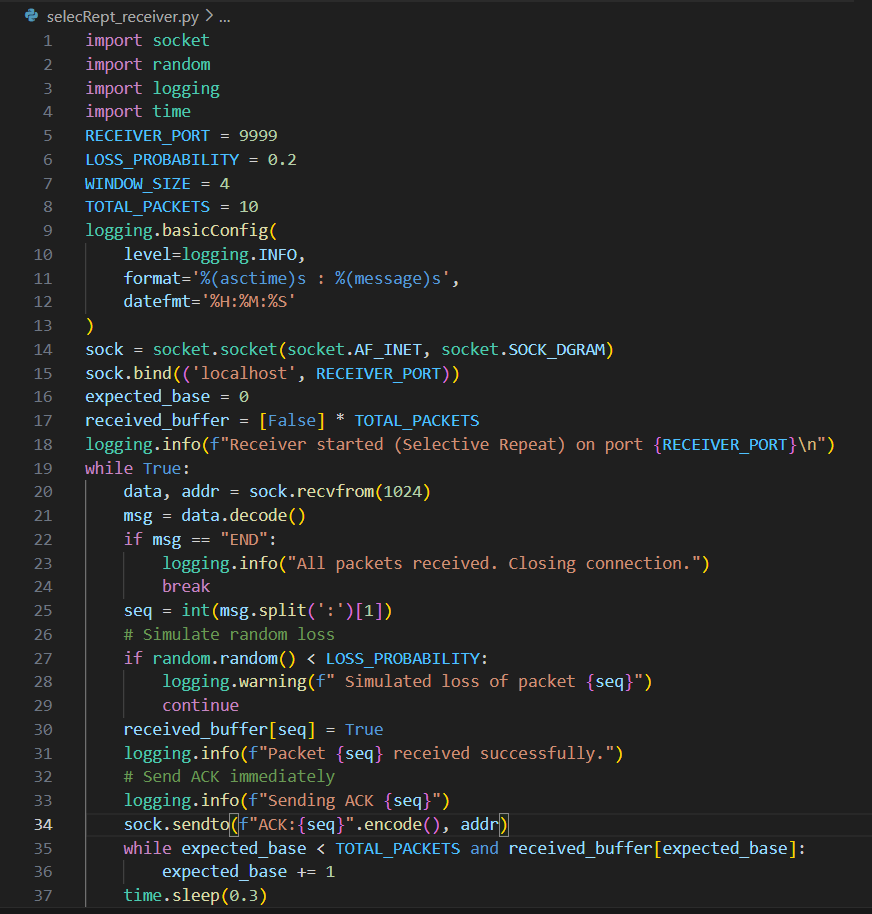 selecRept_receiver.py > ...
1 import socket
2 import random
3 import logging
4 import time
5 RECEIVER_PORT = 9999
6 LOSS_PROBABILITY = 0.2
7 WINDOW_SIZE = 4
8 TOTAL_PACKETS = 10
9 logging.basicConfig(
10     level=logging.INFO,
11     format='%(asctime)s : %(message)s',
12     datefmt='%H:%M:%S'
13 )
14 sock = socket.socket(socket.AF_INET, socket.SOCK_DGRAM)
15 sock.bind(('localhost', RECEIVER_PORT))
16 expected_base = 0
17 received_buffer = [False] * TOTAL_PACKETS
18 logging.info(f"Receiver started (Selective Repeat) on port {RECEIVER_PORT}\n")
19 while True:
20     data, addr = sock.recvfrom(1024)
21     msg = data.decode()
22     if msg == "END":
23         logging.info("All packets received. Closing connection.")
24         break
25     seq = int(msg.split(':')[1])
26     # Simulate random loss
27     if random.random() < LOSS_PROBABILITY:
28         logging.warning(f" Simulated loss of packet {seq}")
29         continue
30     received_buffer[seq] = True
31     logging.info(f"Packet {seq} received successfully.")
32     # Send ACK immediately
33     logging.info(f"Sending ACK {seq}")
34     sock.sendto(f"ACK:{seq}".encode(), addr)
35     while expected_base < TOTAL_PACKETS and received_buffer[expected_base]:
36         expected_base += 1
37     time.sleep(0.3)